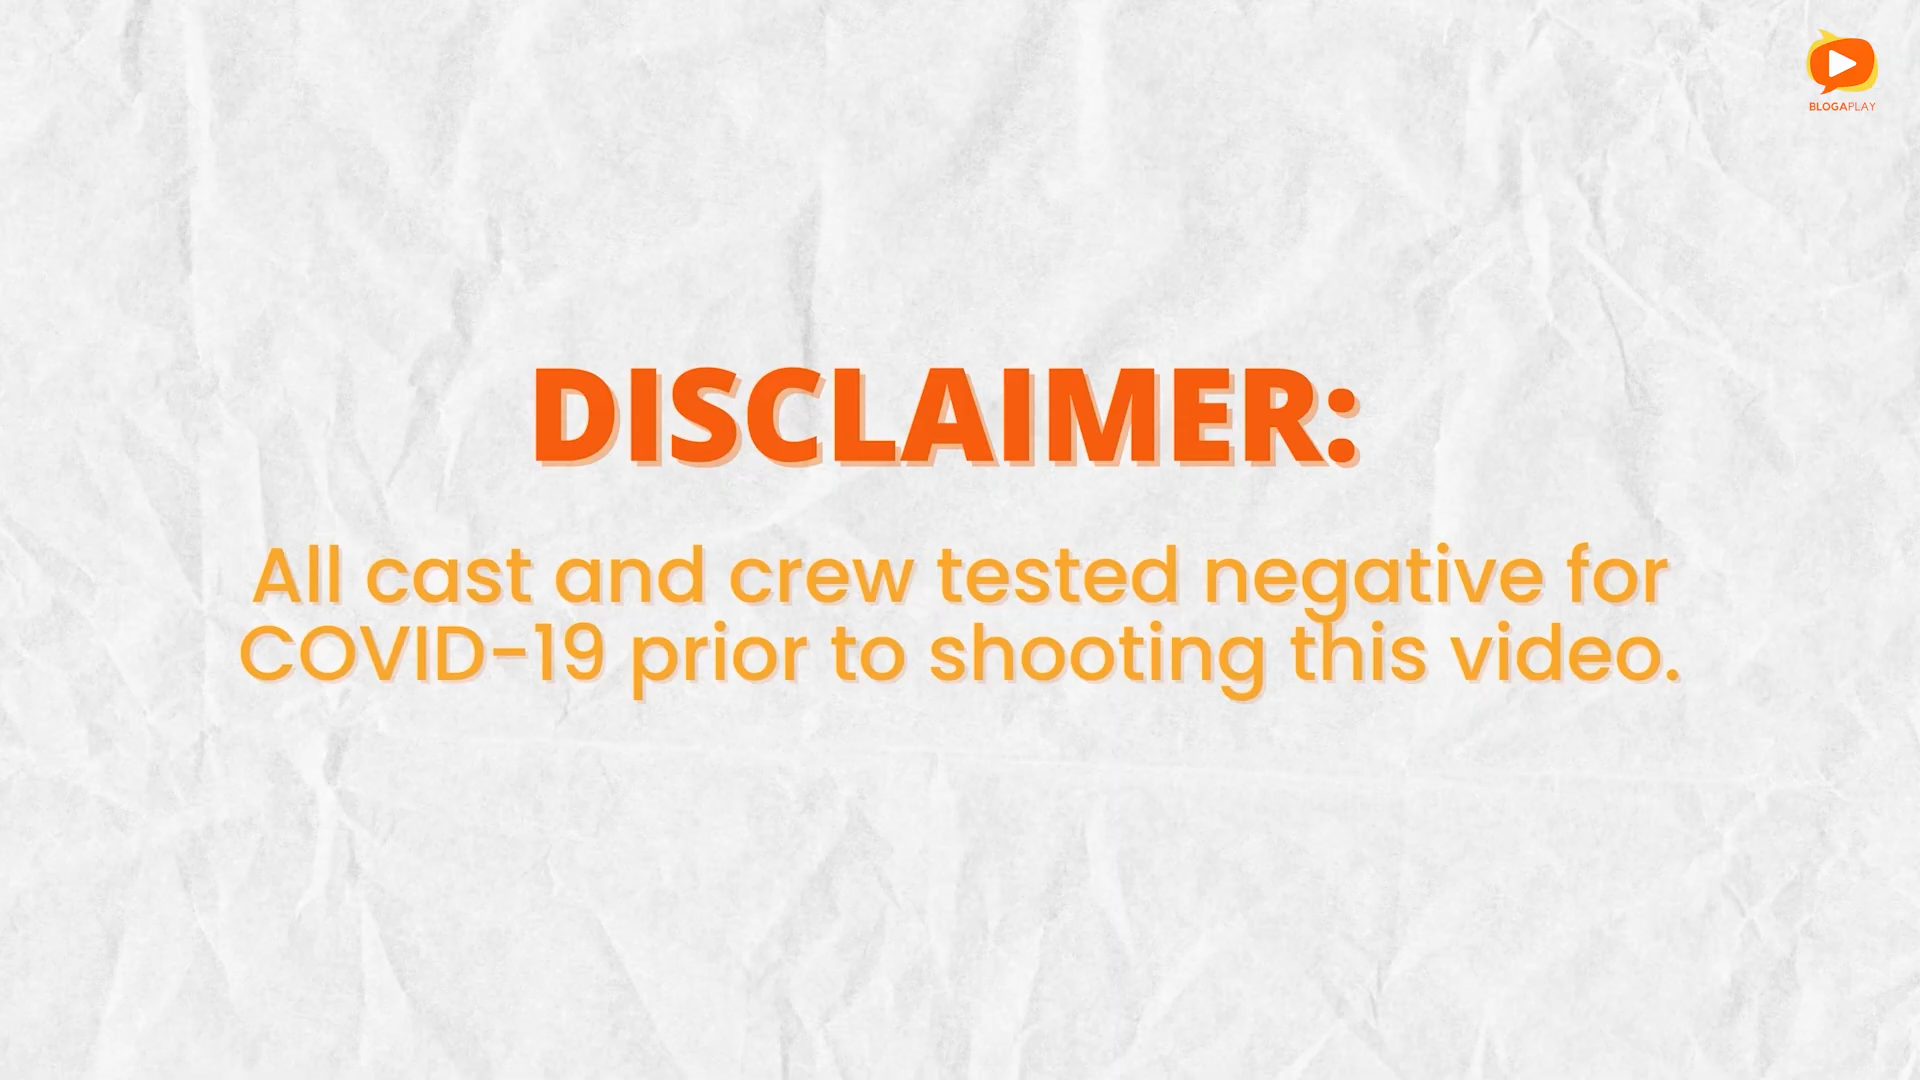 BLOGAPLAY
DISCLAIMER:
All cast and crew tested negative for
COVID-19 prior to shooting this video.